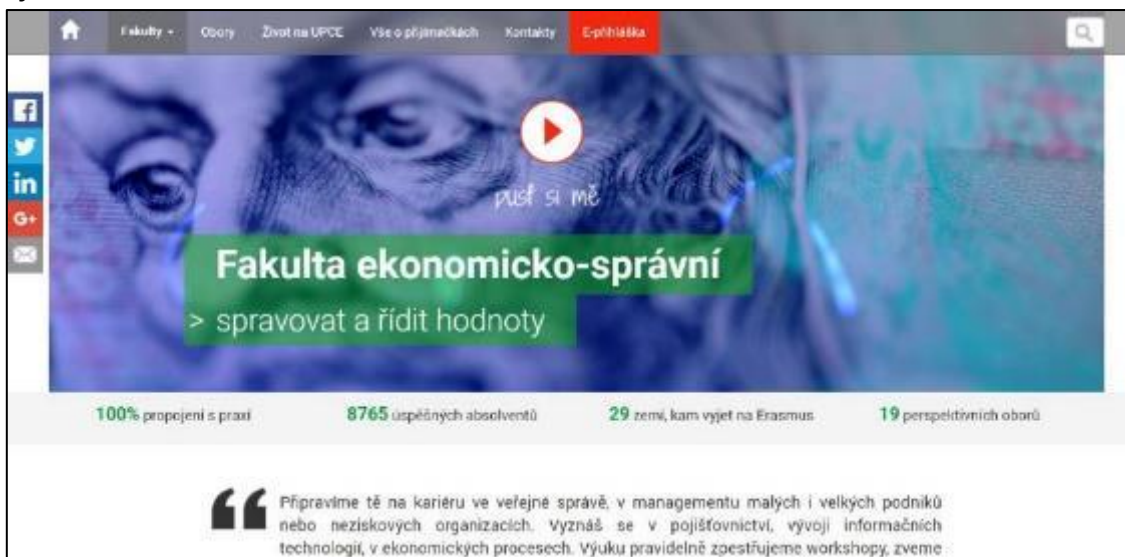 Fakulty Obory Život na UPCE Vše o přijímačkách Kontakty E-přihláška
f
in
G+
pusť si mě
Fakulta ekonomicko-správní
> spravovat a řídit hodnoty
100% propojení s praxí 8765 úspěšných absolventů 29 zemí, kam vyjet na Erasmus 19 perspektivních oborů
Připravíme tě na kariéru ve veřejné správě, v managementu malých i velkých podniků
nebo neziskových organizacích. Vyznáš se v pojišťovnictví, vývoji informačních
technologií, v ekonomických procesech. Výuku pravidelně zpestřujeme workshopy, zveme